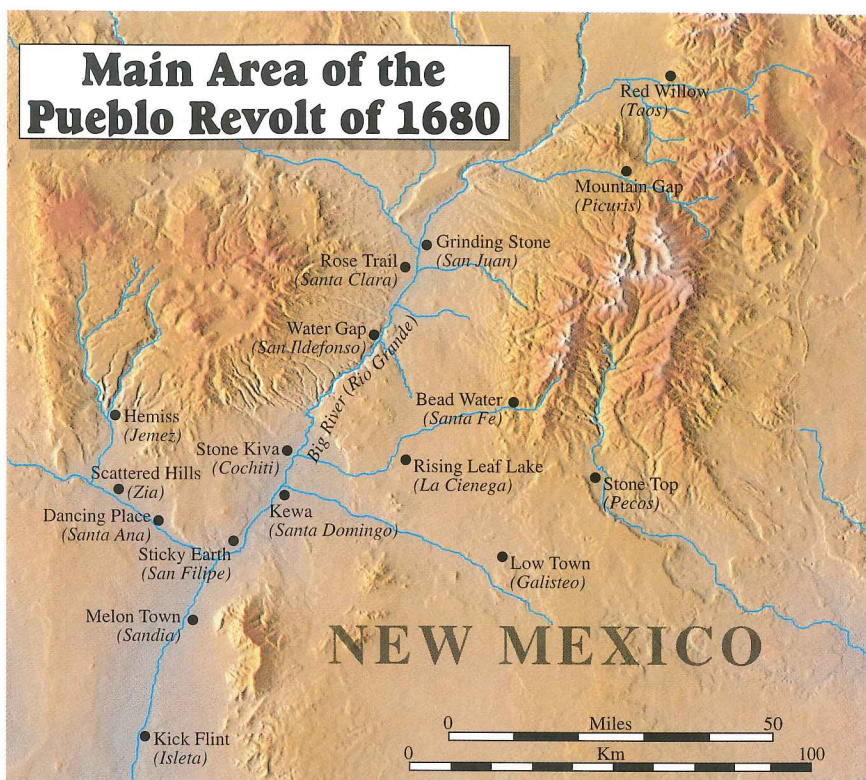 Main Area of the
Pueblo Revolt of 1680
Red Willow
(Taos)
Mountain Gap
(Picuris)
Grinding Stone
(San Juan)
Rose Trail
(Santa Clara)
Water Gap
(San Ildefonso)
Big River (Rio Grande)
Bead Water
(Santa Fe)
Hemiss
(Jemez)
Stone Kiva
(Cochiti)
Rising Leaf Lake
(La Cienega)
Scattered Hills
(Zia)
Stone Top
(Pecos)
Kewa
(Santa Domingo)
Dancing Place
(Santa Ana)
Sticky Earth
(San Filipe)
Low Town
(Galisteo)
Melon Town
(Sandia)
NEW MEXICO
0 Miles 50
0 Km 100
Kick Flint
(Isleta)